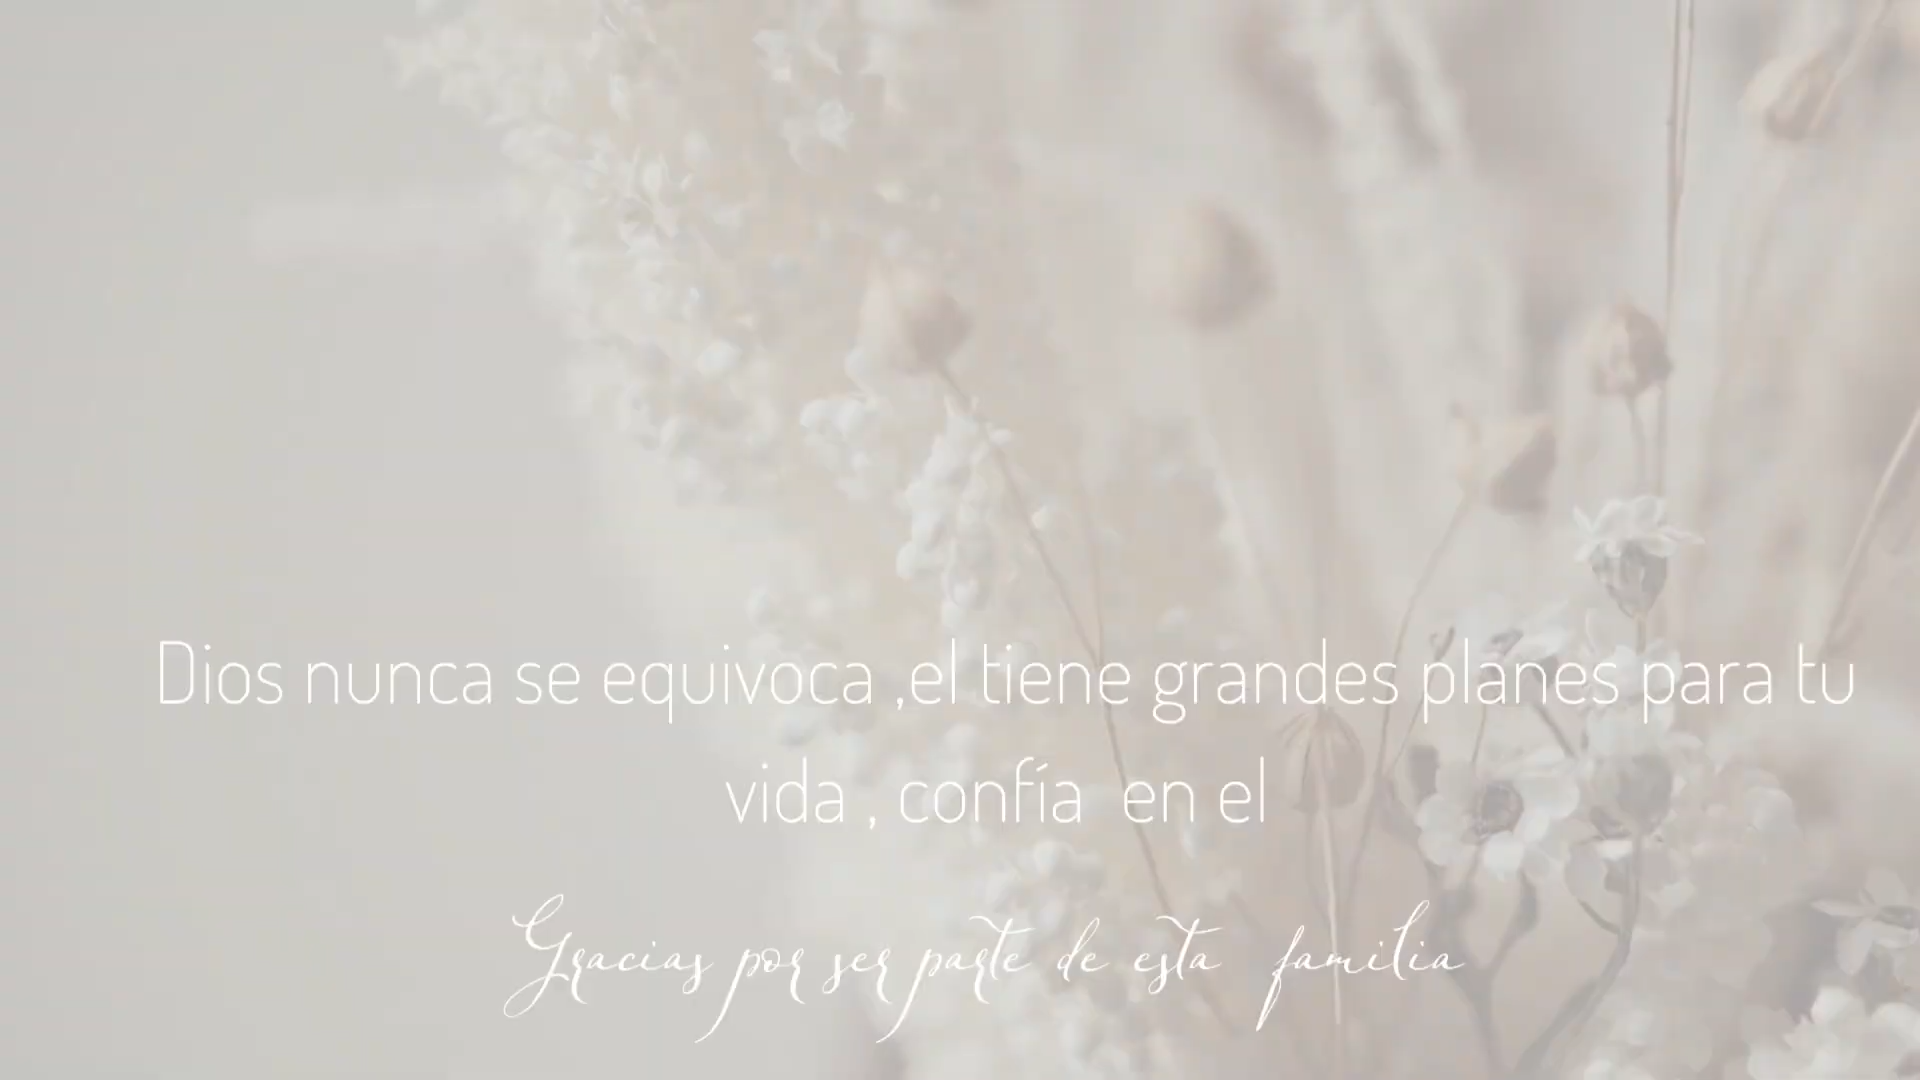 Dios nunca se equivoca ,el tiene grandes planes para tu
vida , confía en el
Gracias por ser parte de esta familia